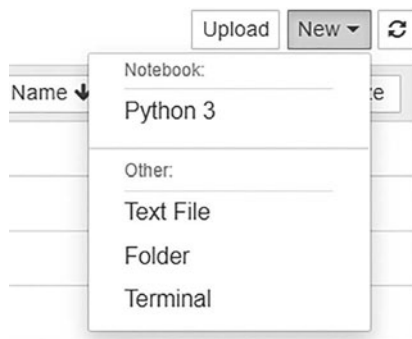 Upload New
Notebook:
Name
Python 3
Other:
Text File
Folder
Terminal